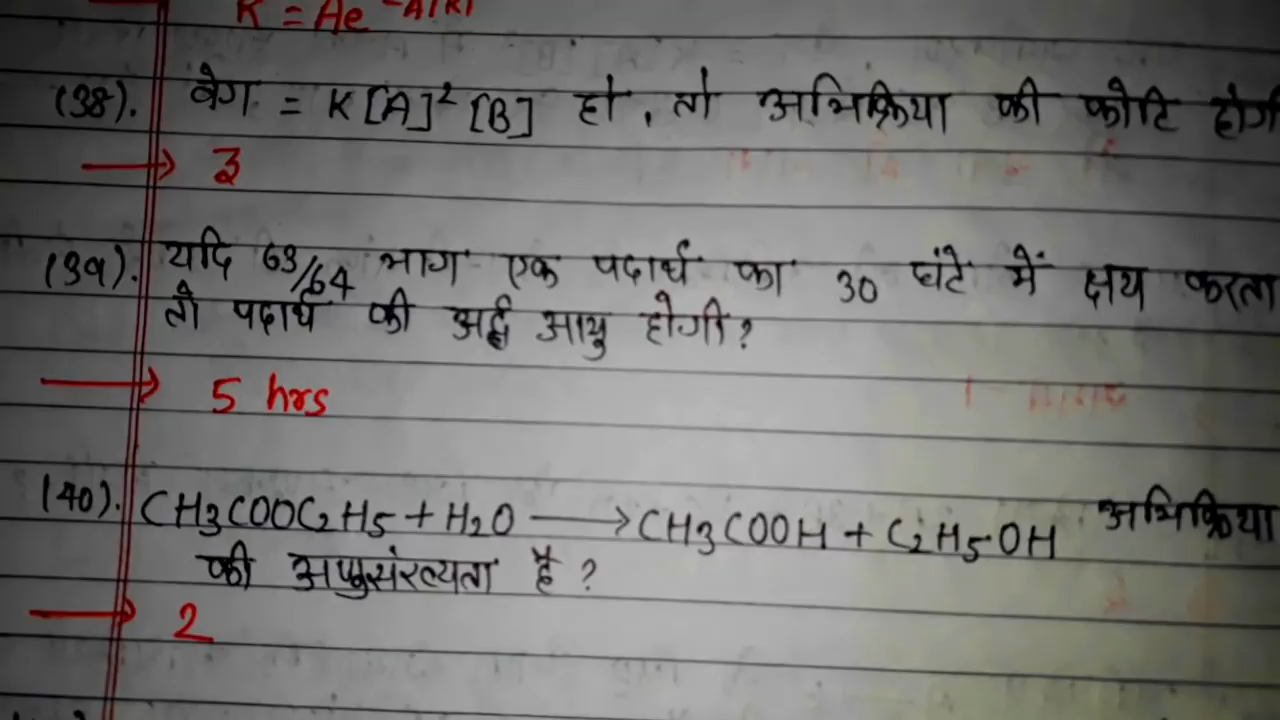 K = Ae
(38). वेग = K[A]² [B] हो, तो अभिक्रिया की कोटि होगी
→ 3
(39). यदि 63/64 भाग एक पदार्थ का 30 घंटे में क्षय करता
तो पदार्थ की अर्द्ध आयु होगी?
→ 5 hrs
(40). CH3COOC2H5 + H2O ⟶ CH3COOH + C2H5OH अभिक्रिया
की अणुसंख्यता है?
→ 2